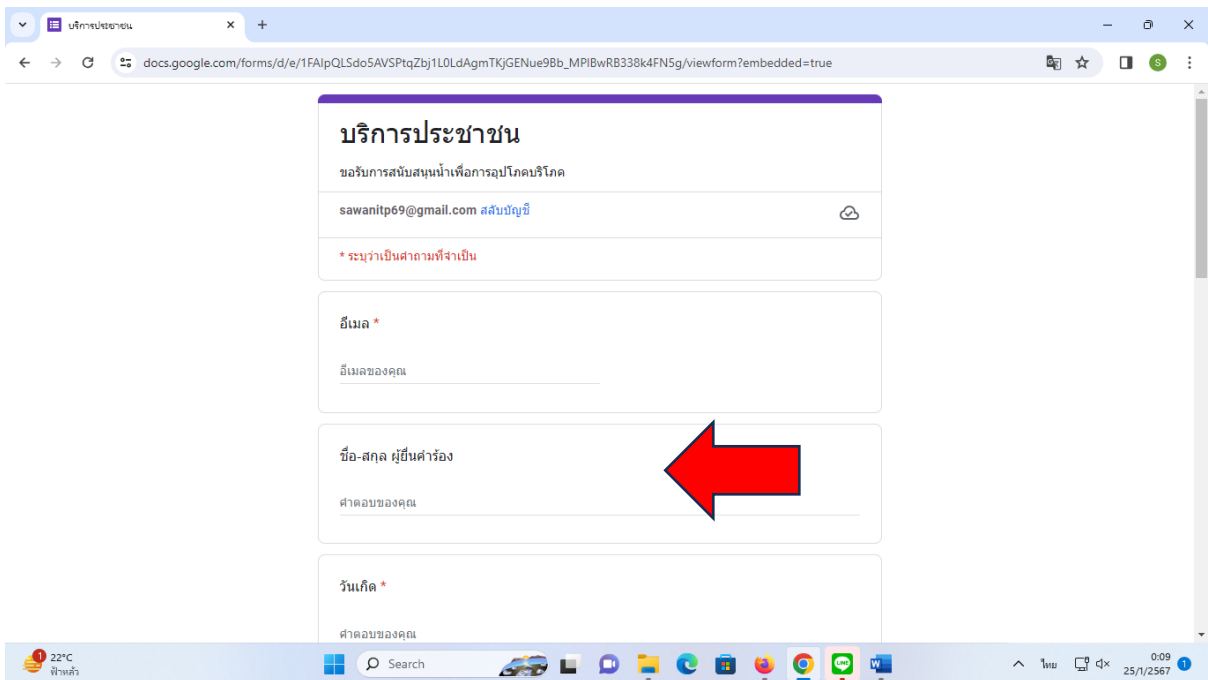 บริการประชาชน
docs.google.com/forms/d/e/1FAIpQLSdo5AVSPtqZbj1L0LdAgmTKjGENue9Bb_MPlBwRB338k4FN5g/viewform?embedded=true
S
บริการประชาชน
ขอรับการสนับสนุนน้ำเพื่อการอุปโภคบริโภค
sawanitp69@gmail.com สลับบัญชี
* ระบุว่าเป็นคำถามที่จำเป็น
อีเมล *
อีเมลของคุณ
ชื่อ-สกุล ผู้ยื่นคำร้อง
คำตอบของคุณ
วันเกิด *
คำตอบของคุณ
1
22°C
ฟ้าหลัว
Search
LINE
W
ไทย
0:09
25/1/2567
1